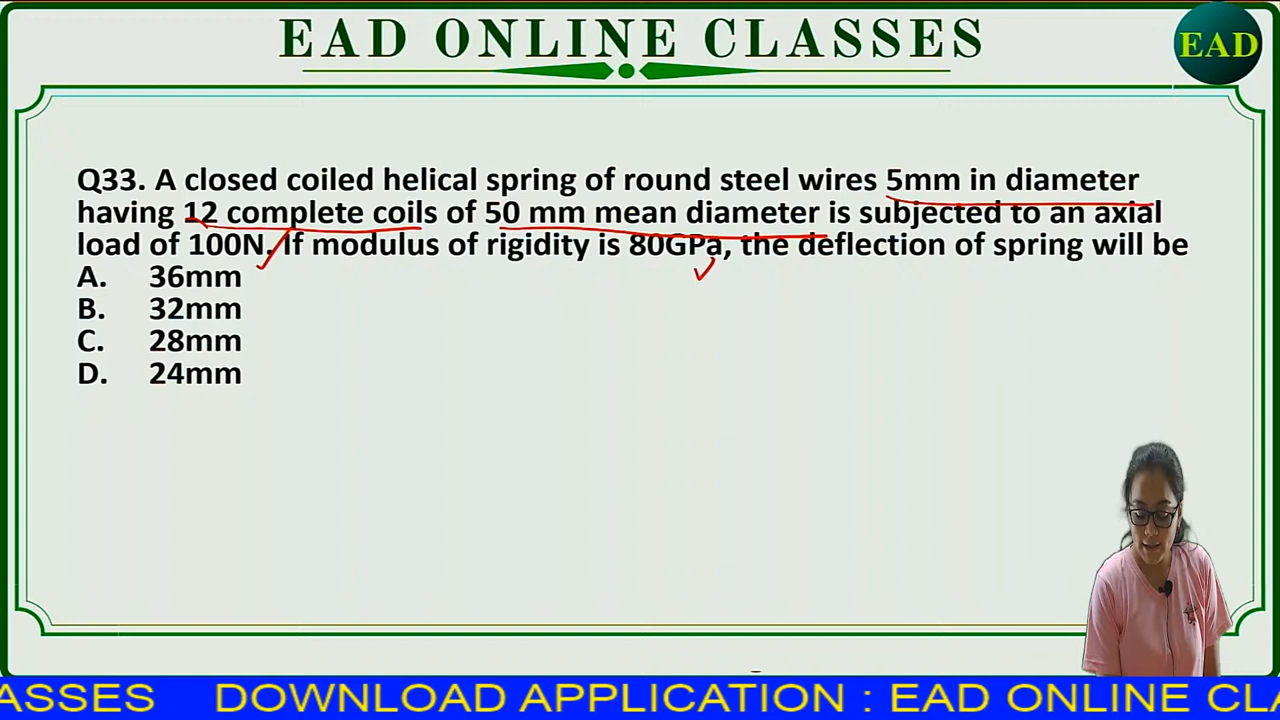 EAD ONLINE CLASSES
EAD
Q33. A closed coiled helical spring of round steel wires 5mm in diameter
having 12 complete coils of 50 mm mean diameter is subjected to an axial
load of 100N. If modulus of rigidity is 80GPa, the deflection of spring will be
A. 36mm
B. 32mm
C. 28mm
D. 24mm
ASSES DOWNLOAD APPLICATION : EAD ONLINE CLA